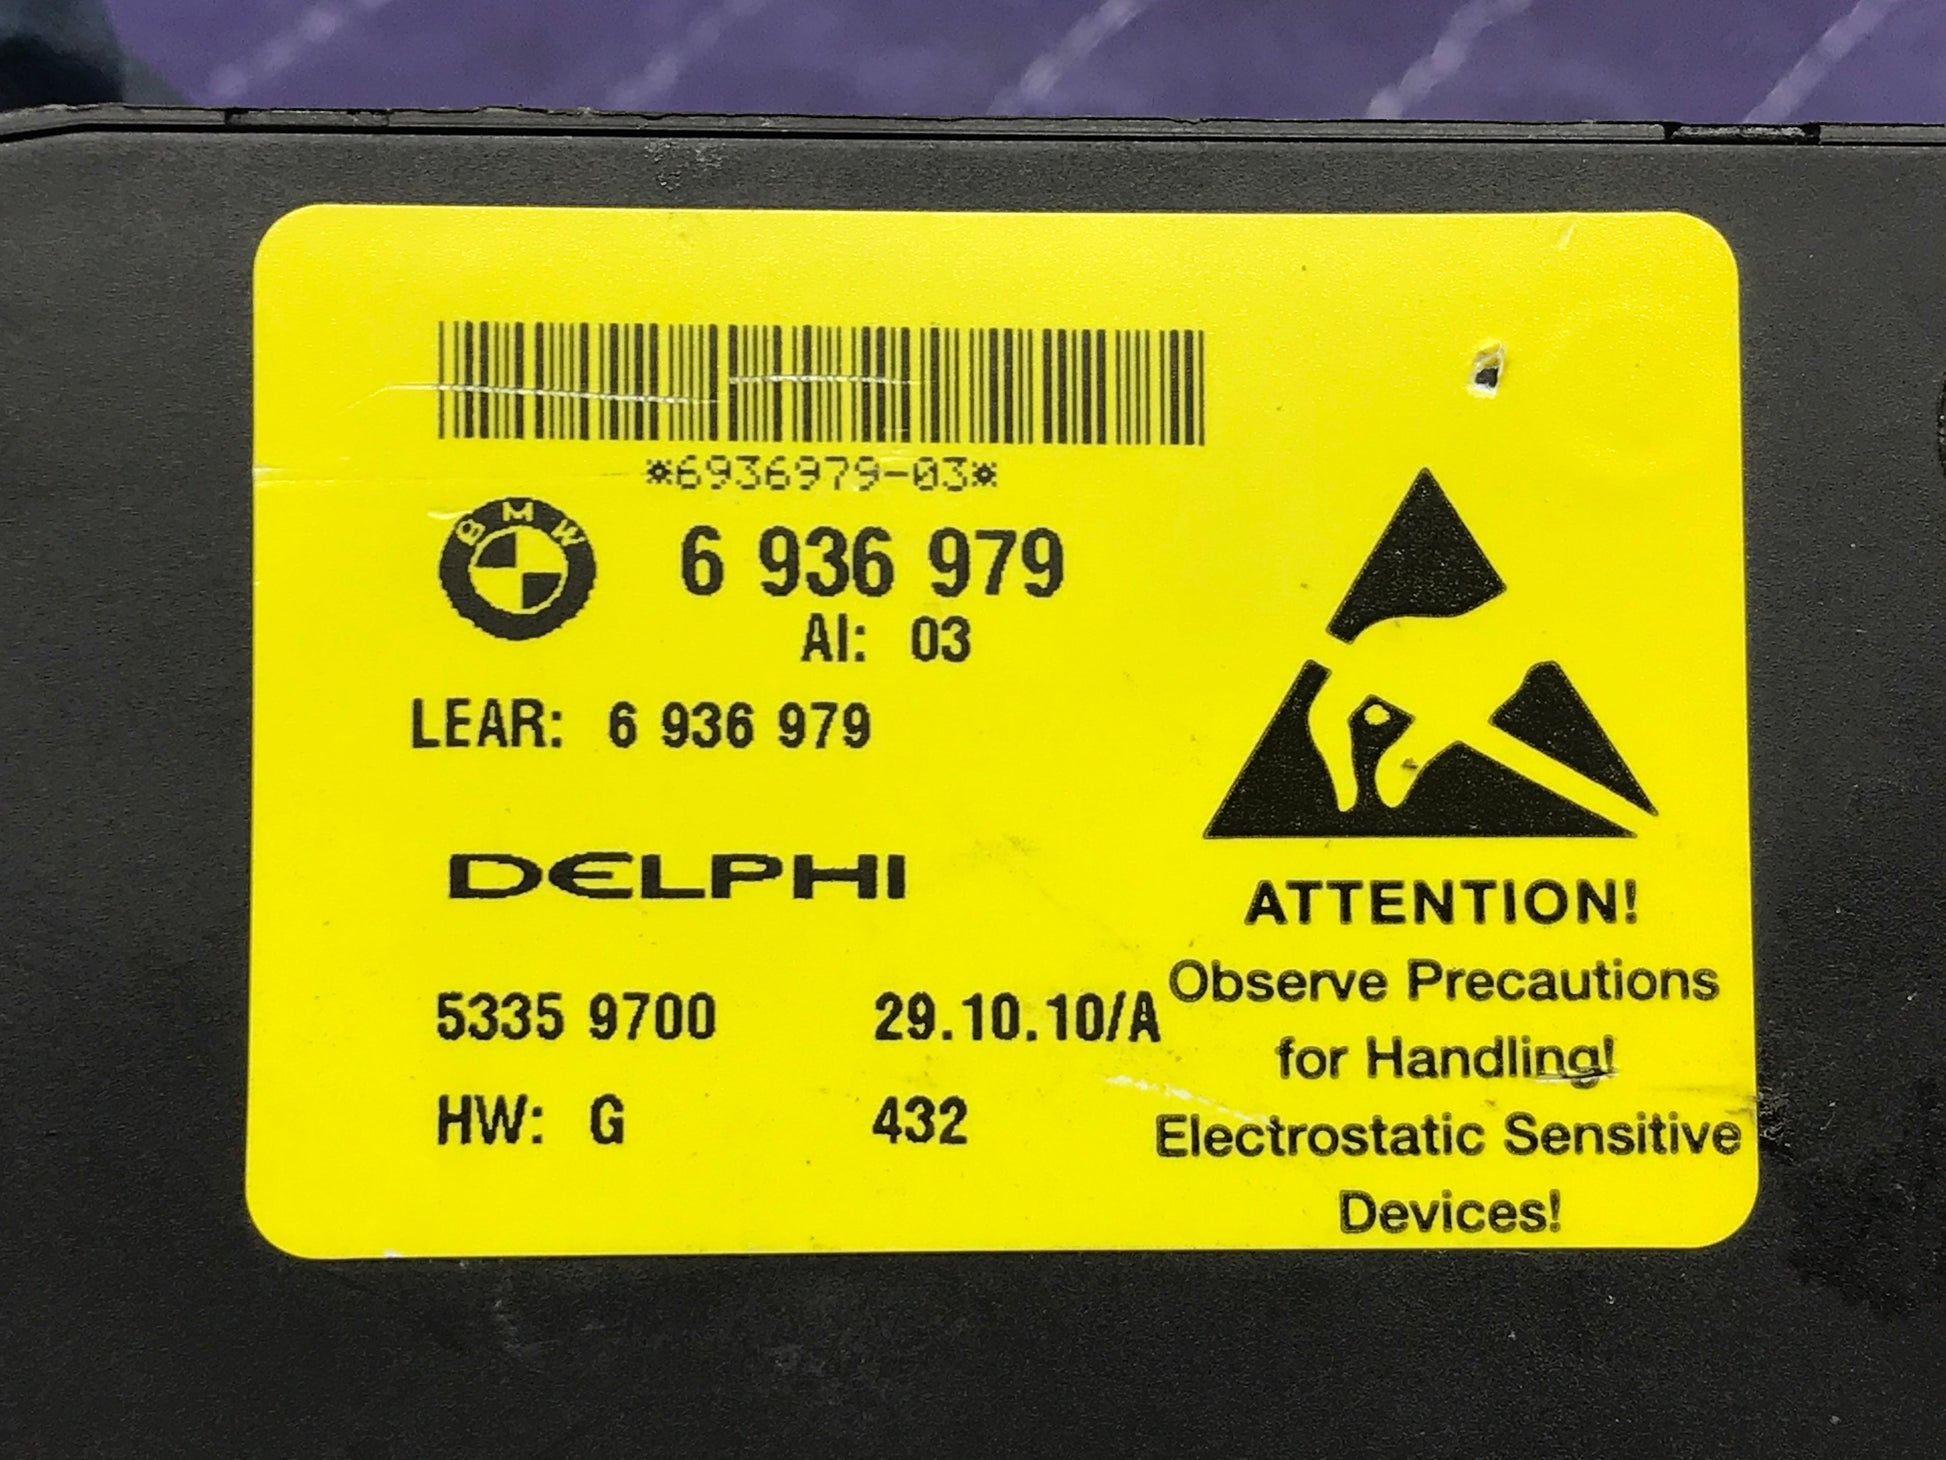 *6936979-03*
BMW
6 936 979
AI: 03
LEAR: 6 936 979
DELPHI
5335 9700
29.10.10/A
HW: G
432
ATTENTION!
Observe Precautions
for Handling!
Electrostatic Sensitive
Devices!